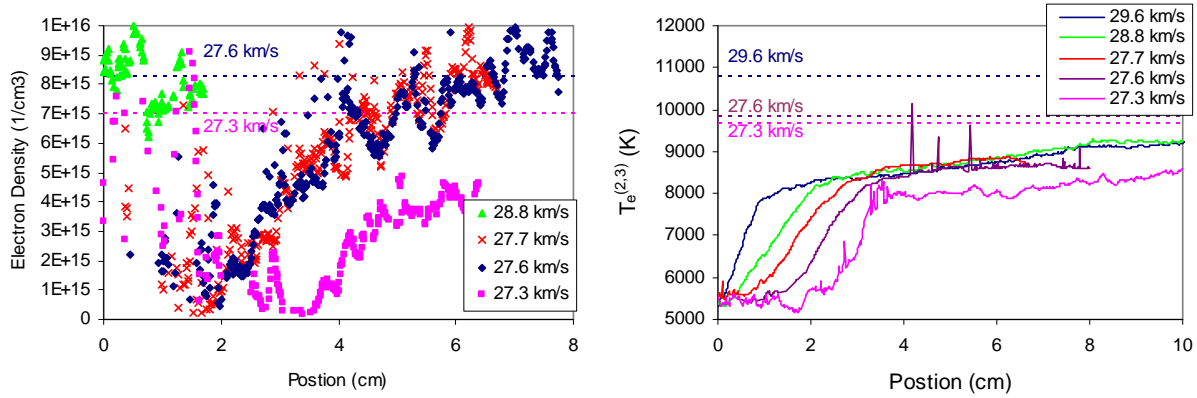 1E+16
9E+15
8E+15
7E+15
6E+15
5E+15
4E+15
3E+15
2E+15
1E+15
0
Electron Density (1/cm3)
27.6 km/s
27.3 km/s
28.8 km/s
27.7 km/s
27.6 km/s
27.3 km/s
0 2 4 6 8
Postion (cm)
12000
11000
10000
9000
8000
7000
6000
5000
Te(2,3) (K)
29.6 km/s
27.6 km/s
27.3 km/s
29.6 km/s
28.8 km/s
27.7 km/s
27.6 km/s
27.3 km/s
0 2 4 6 8 10
Postion (cm)